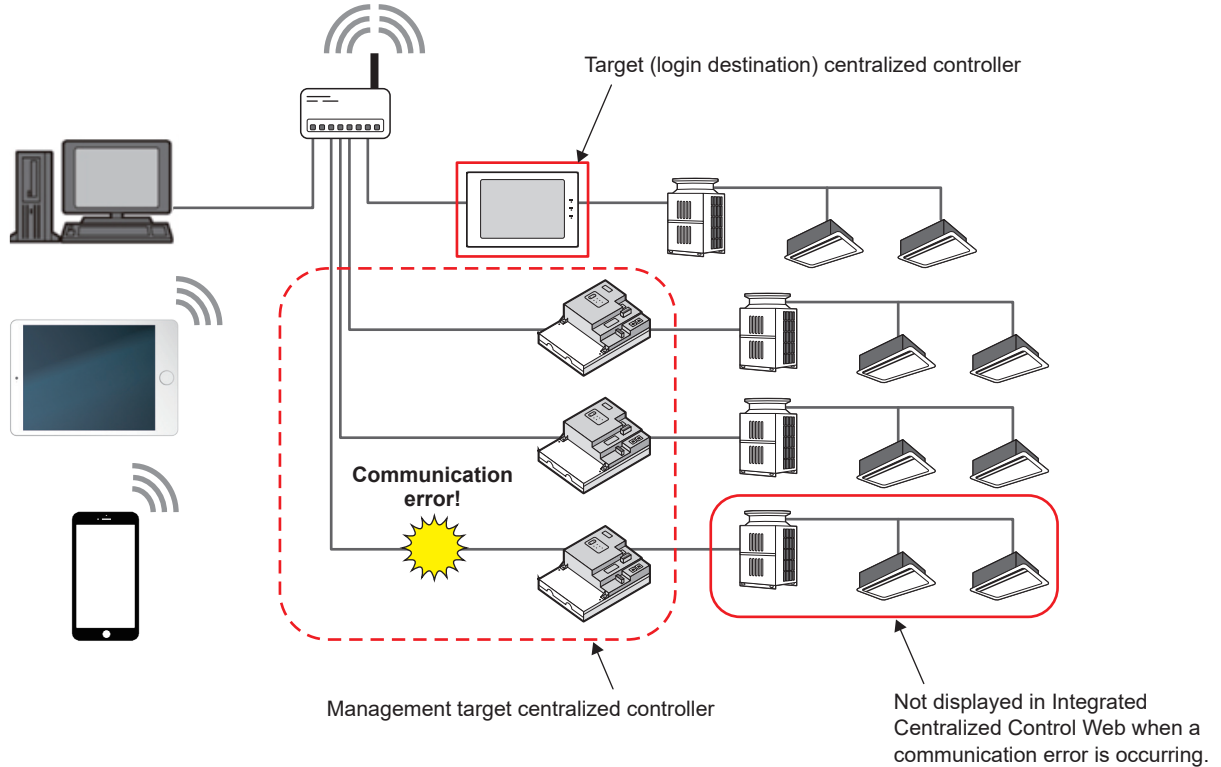 Target (login destination) centralized controller
Communication
error!
Management target centralized controller
Not displayed in Integrated
Centralized Control Web when a
communication error is occurring.